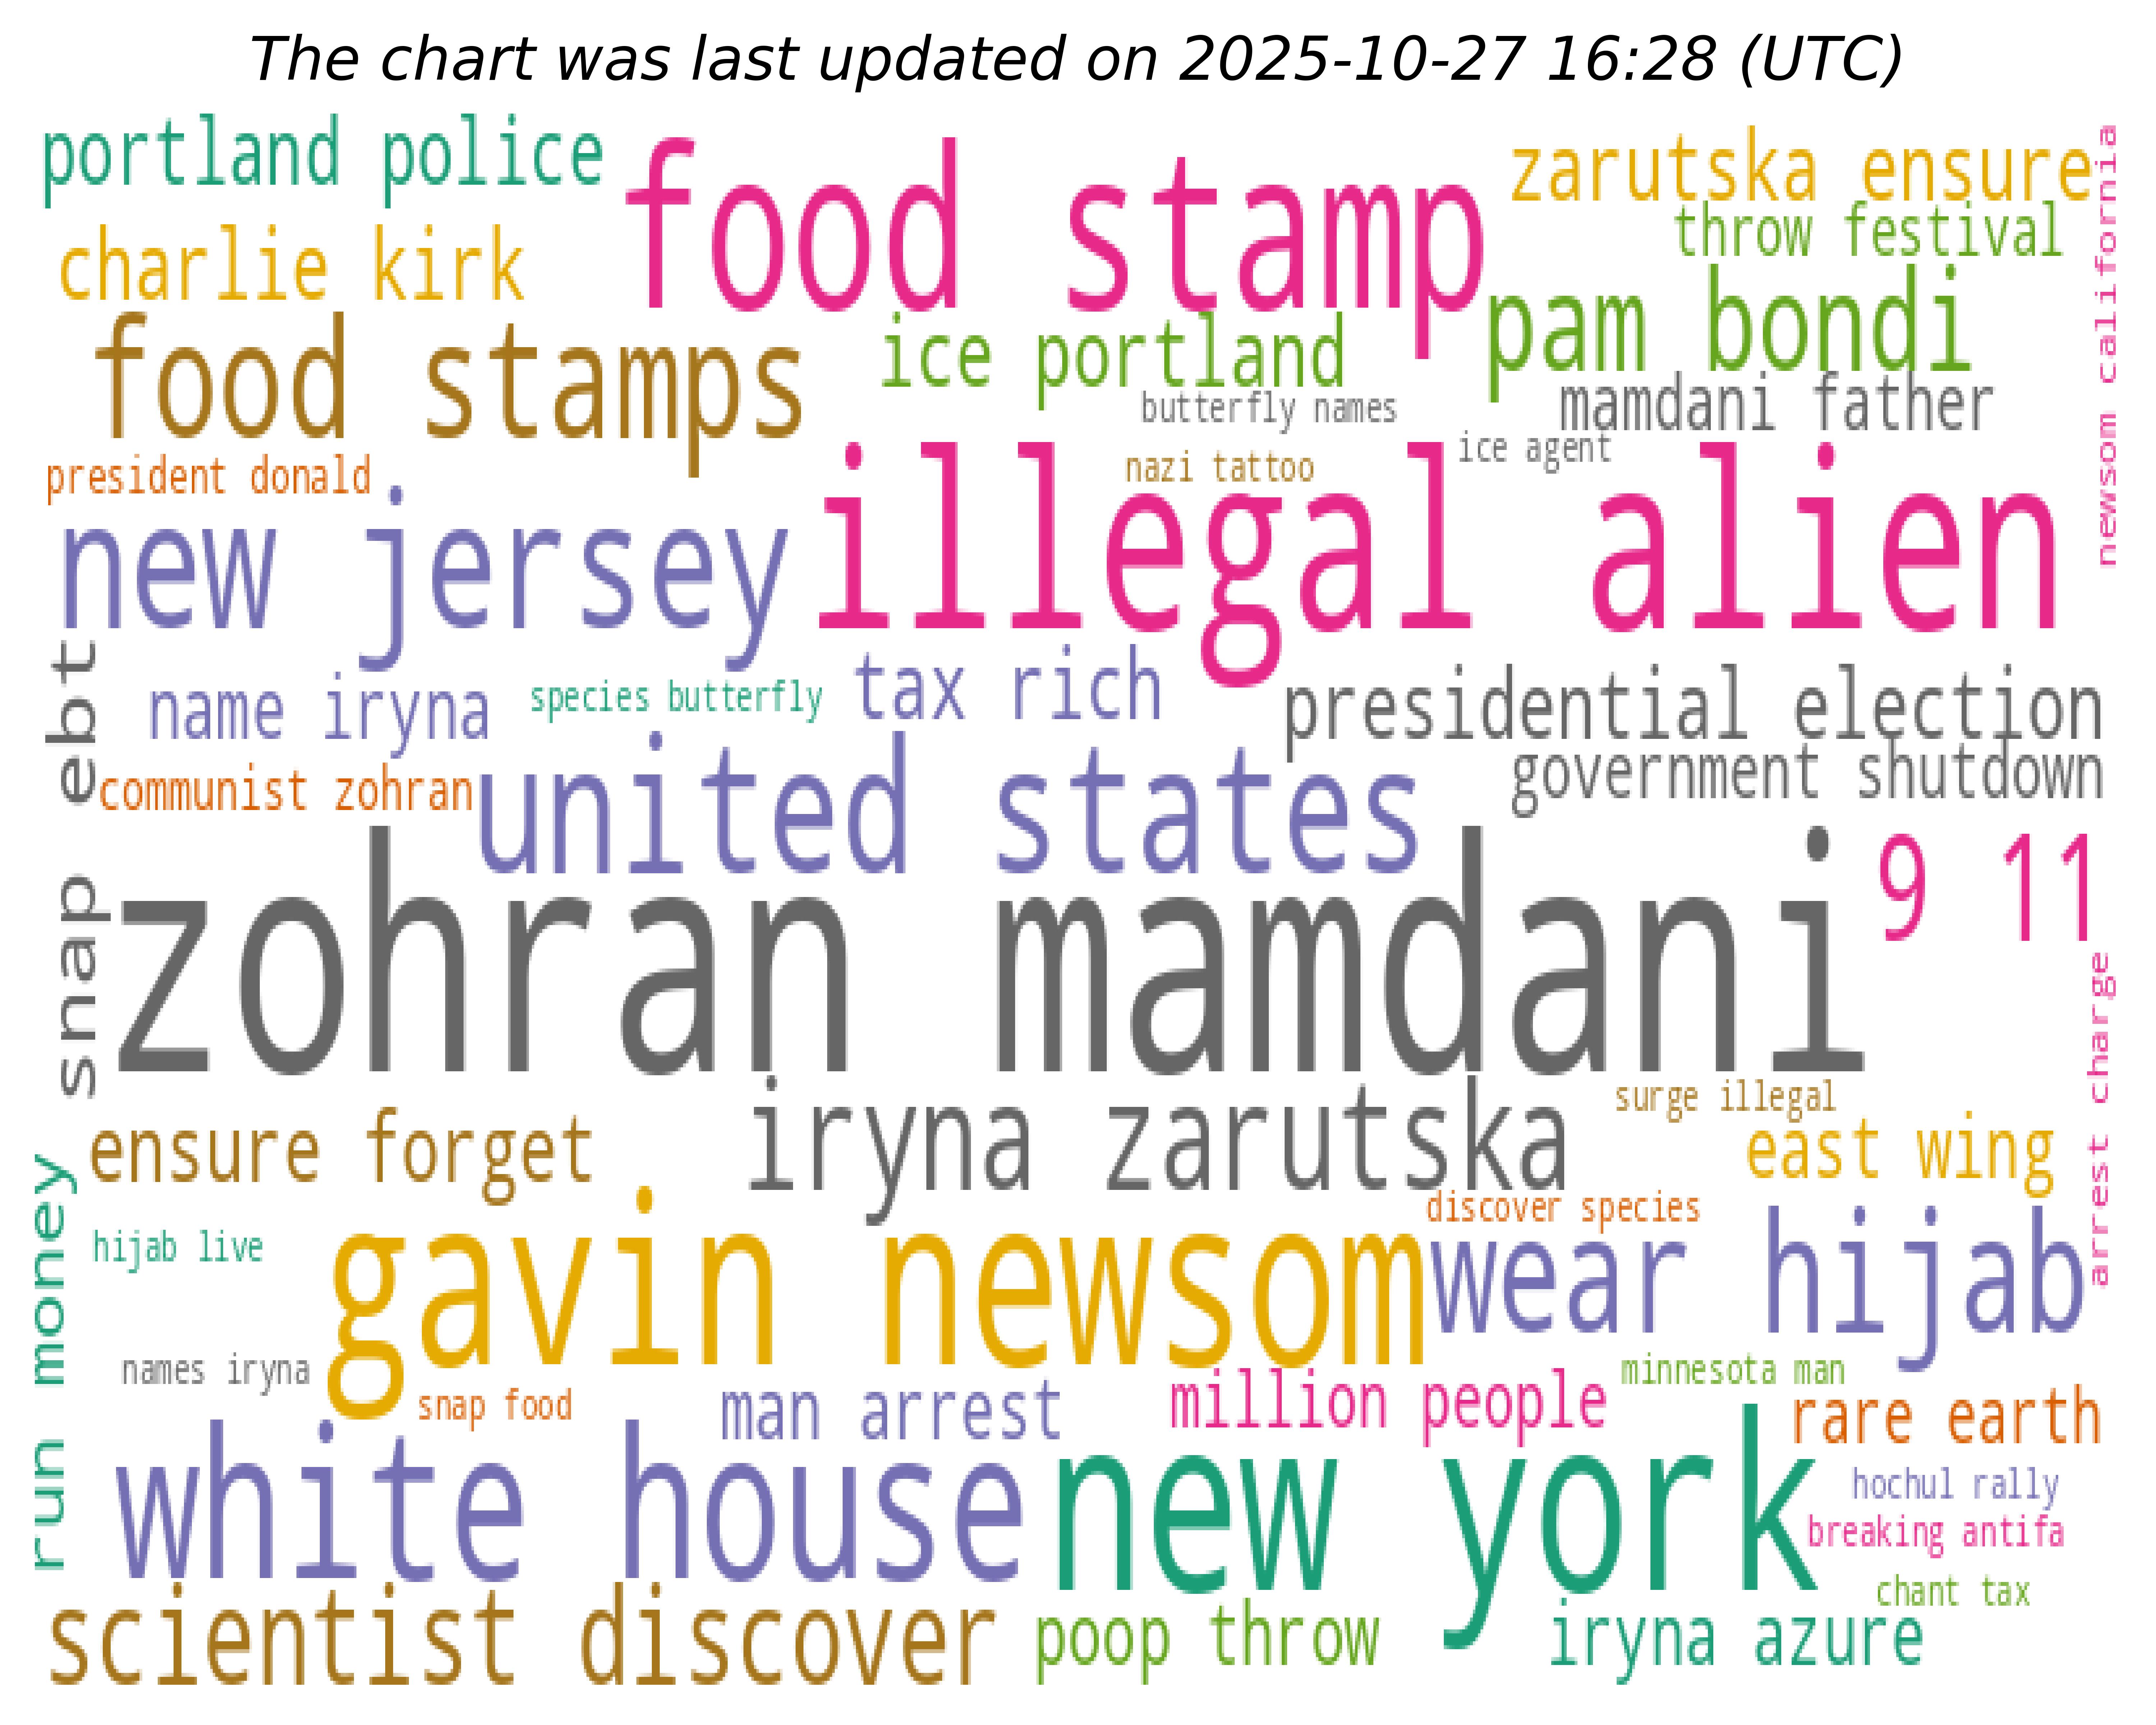 The chart was last updated on 2025-10-27 16:28 (UTC)
portland police
food stamp
zarutska ensure
newsom california
throw festival
charlie kirk
pam bondi
food stamps
ice portland
butterfly names
mamdani father
ice agent
nazi tattoo
president donald
illegal alien
new jersey
snap ebt
name iryna
species butterfly
tax rich
presidential election
government shutdown
communist zohran
united states
9 11
zohran mamdani
arrest charge
iryna zarutska
surge illegal
ensure forget
east wing
run money
discover species
hijab live
gavin newsom
wear hijab
names iryna
snap food
man arrest
million people
minnesota man
rare earth
white house
new york
hochul rally
breaking antifa
chant tax
scientist discover
poop throw
iryna azure